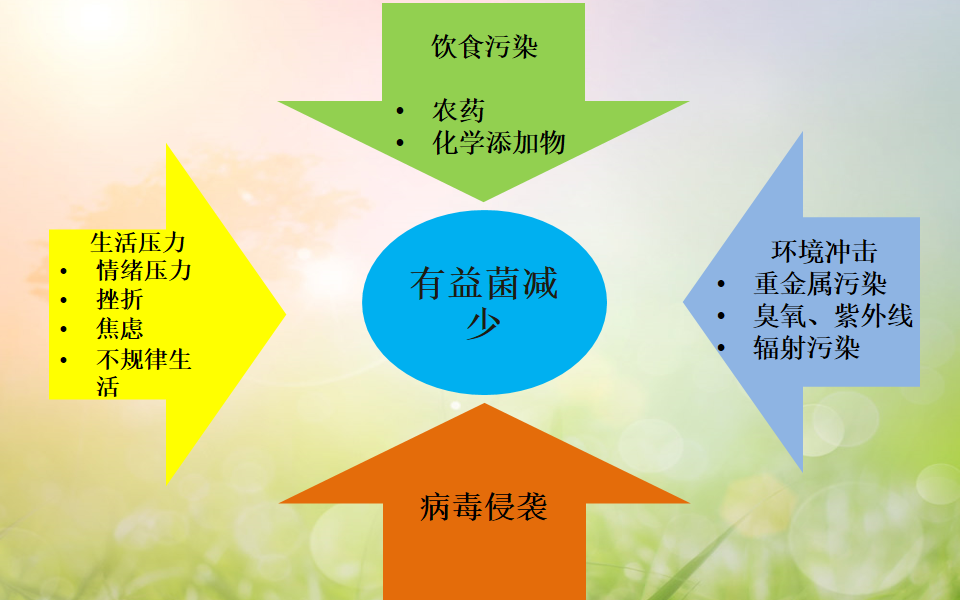 饮食污染
• 农药
• 化学添加物
生活压力
• 情绪压力
• 挫折
• 焦虑
• 不规律生
活
有益菌减
少
环境冲击
• 重金属污染
• 臭氧、紫外线
• 辐射污染
病毒侵袭